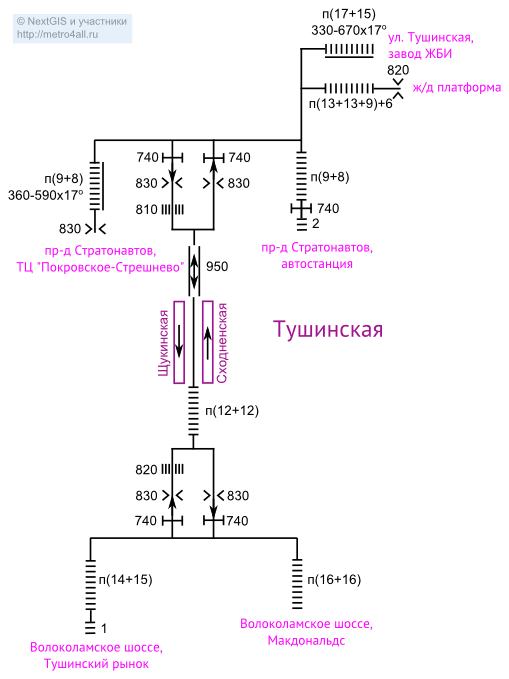 © NextGIS и участники
http://metro4all.ru
п(17+15)
330-670x17º
ул. Тушинская,
завод ЖБИ
820
ж/д платформа
п(13+13+9)+6
740
740
830
830
810
п(9+8)
360-590x17º
830
п(9+8)
740
2
пр-д Стратонавтов,
ТЦ "Покровское-Стрешнево"
пр-д Стратонавтов,
автостанция
950
Щукинская
Сходненская
Тушинская
п(12+12)
820
830
830
740
740
п(14+15)
п(16+16)
1
Волоколамское шоссе,
Тушинский рынок
Волоколамское шоссе,
Макдональдс